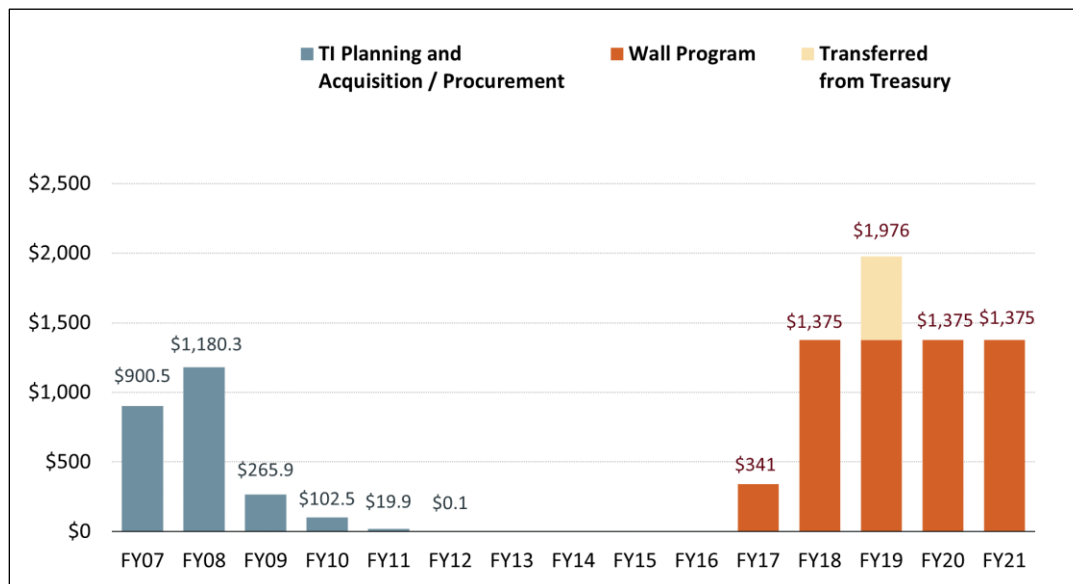 TI Planning and
Acquisition / Procurement
Wall Program
Transferred
from Treasury
$2,500
$2,000
$1,500
$1,000
$500
$0
$900.5
$1,180.3
$265.9
$102.5
$19.9
$0.1
$341
$1,375
$1,976
$1,375
$1,375
FY07 FY08 FY09 FY10 FY11 FY12 FY13 FY14 FY15 FY16 FY17 FY18 FY19 FY20 FY21